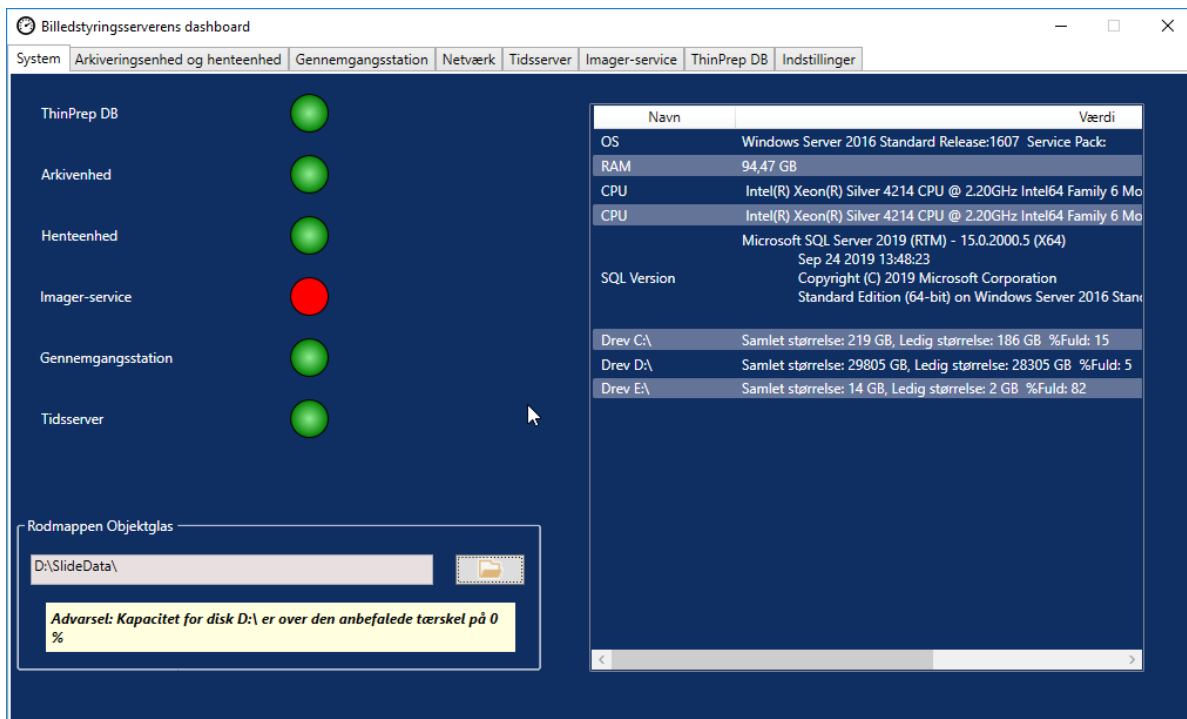 Billedstyringsserverens dashboard
System Arkiveringsenhed og henteenhed Gennemgangsstation Netværk Tidsserver Imager-service ThinPrep DB Indstillinger
ThinPrep DB
Arkivenhed
Henteenhed
Imager-service
Gennemgangsstation
Tidsserver
Rodmappen Objektglas
D:\SlideData\
Advarsel: Kapacitet for disk D:\ er over den anbefalede tærskel på 0
%
Navn Værdi
OS Windows Server 2016 Standard Release:1607 Service Pack:
RAM 94,47 GB
CPU Intel(R) Xeon(R) Silver 4214 CPU @ 2.20GHz Intel64 Family 6 Mo
CPU Intel(R) Xeon(R) Silver 4214 CPU @ 2.20GHz Intel64 Family 6 Mo
Microsoft SQL Server 2019 (RTM) - 15.0.2000.5 (X64)
Sep 24 2019 13:48:23
SQL Version Copyright (C) 2019 Microsoft Corporation
Standard Edition (64-bit) on Windows Server 2016 Stan
Drev C:\ Samlet størrelse: 219 GB, Ledig størrelse: 186 GB %Fuld: 15
Drev D:\ Samlet størrelse: 29805 GB, Ledig størrelse: 28305 GB %Fuld: 5
Drev E:\ Samlet størrelse: 14 GB, Ledig størrelse: 2 GB %Fuld: 82